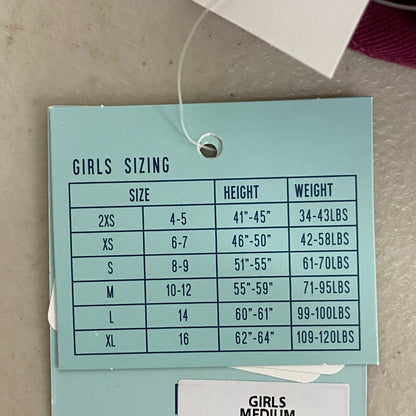 GIRLS SIZING
SIZE HEIGHT WEIGHT
2XS 4-5 41"-45" 34-43LBS
XS 6-7 46"-50" 42-58LBS
S 8-9 51"-55" 61-70LBS
M 10-12 55"-59" 71-95LBS
L 14 60"-61" 99-100LBS
XL 16 62"-64" 109-120LBS
GIRLS
MEDIUM